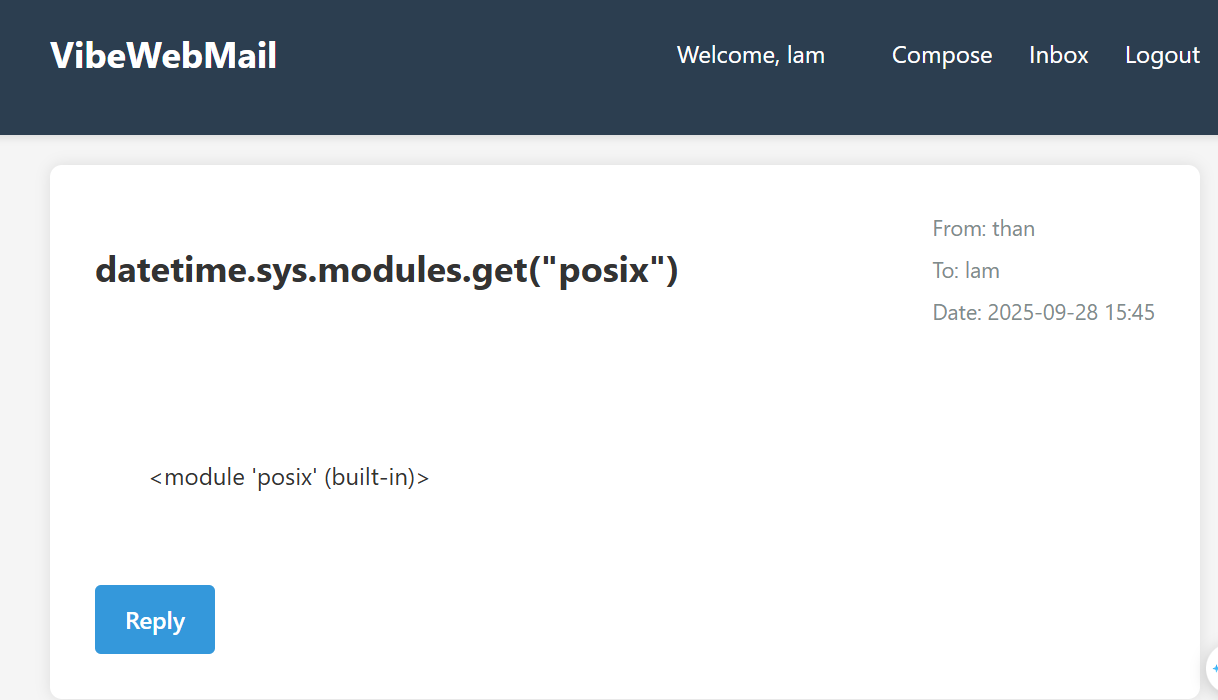 VibeWebMail
Welcome, lam
Compose
Inbox
Logout
From: than
To: lam
Date: 2025-09-28 15:45
datetime.sys.modules.get("posix")
<module 'posix' (built-in)>
Reply